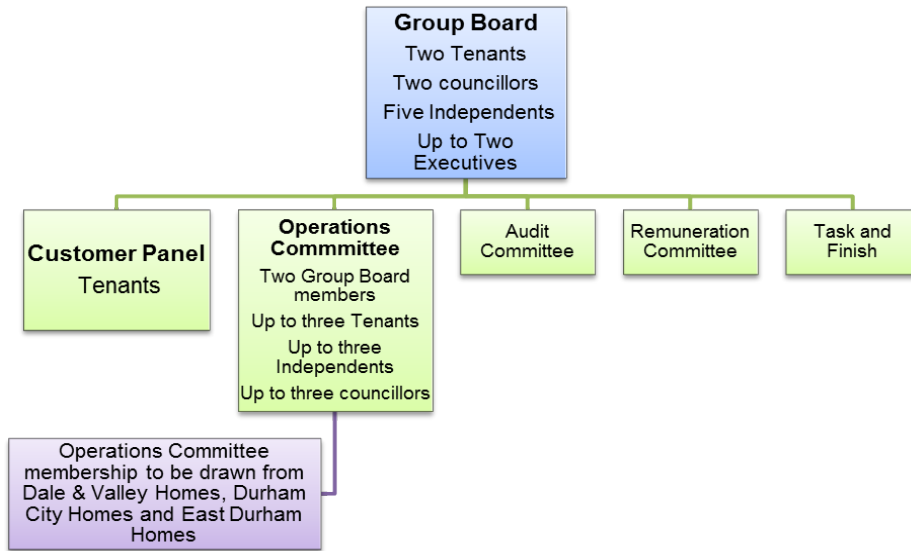 Group Board
Two Tenants
Two councillors
Five Independents
Up to Two
Executives
Customer Panel
Tenants
Operations
Commmittee
Two Group Board
members
Up to three Tenants
Up to three
Independents
Up to three councillors
Audit
Committee
Remuneration
Committee
Task and
Finish
Operations Committee
membership to be drawn from
Dale & Valley Homes, Durham
City Homes and East Durham
Homes